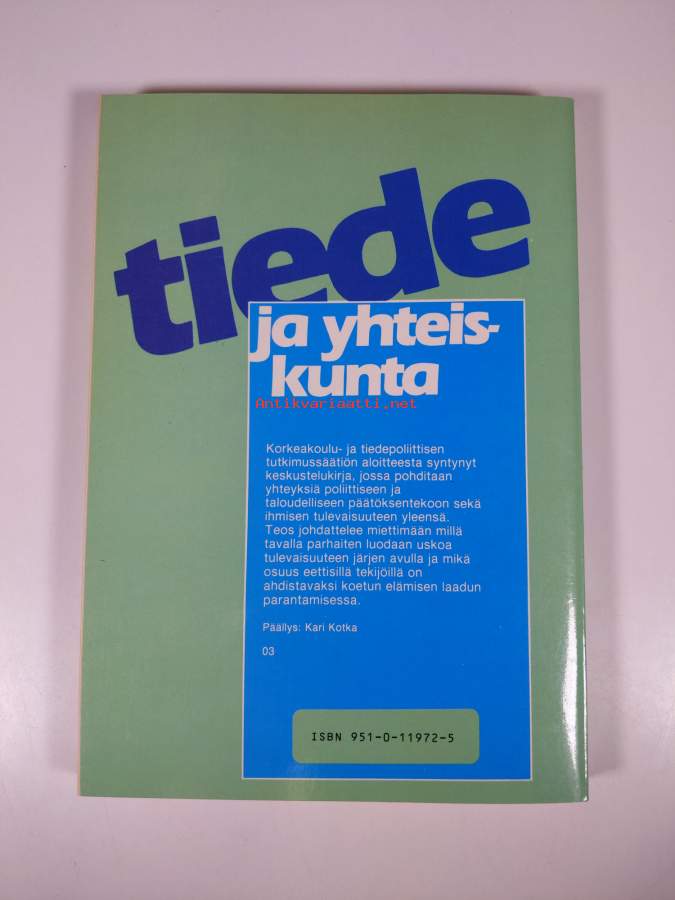 tiede
ja yhteis-
kunta
Antikvariaatti.net
Korkeakoulu- ja tiedepoliittisen
tutkimussäätiön aloitteesta syntynyt
keskustelukirja, jossa pohditaan
yhteyksiä poliittiseen ja
taloudelliseen päätöksentekoon sekä
ihmisen tulevaisuuteen yleensä.
Teos johdattelee miettimään millä
tavalla parhaiten luodaan uskoa
tulevaisuuteen järjen avulla ja mikä
osuus eettisillä tekijöillä on
ahdistavaksi koetun elämisen laadun
parantamisessa.
Päällys: Kari Kotka
03
ISBN 951-0-11972-5